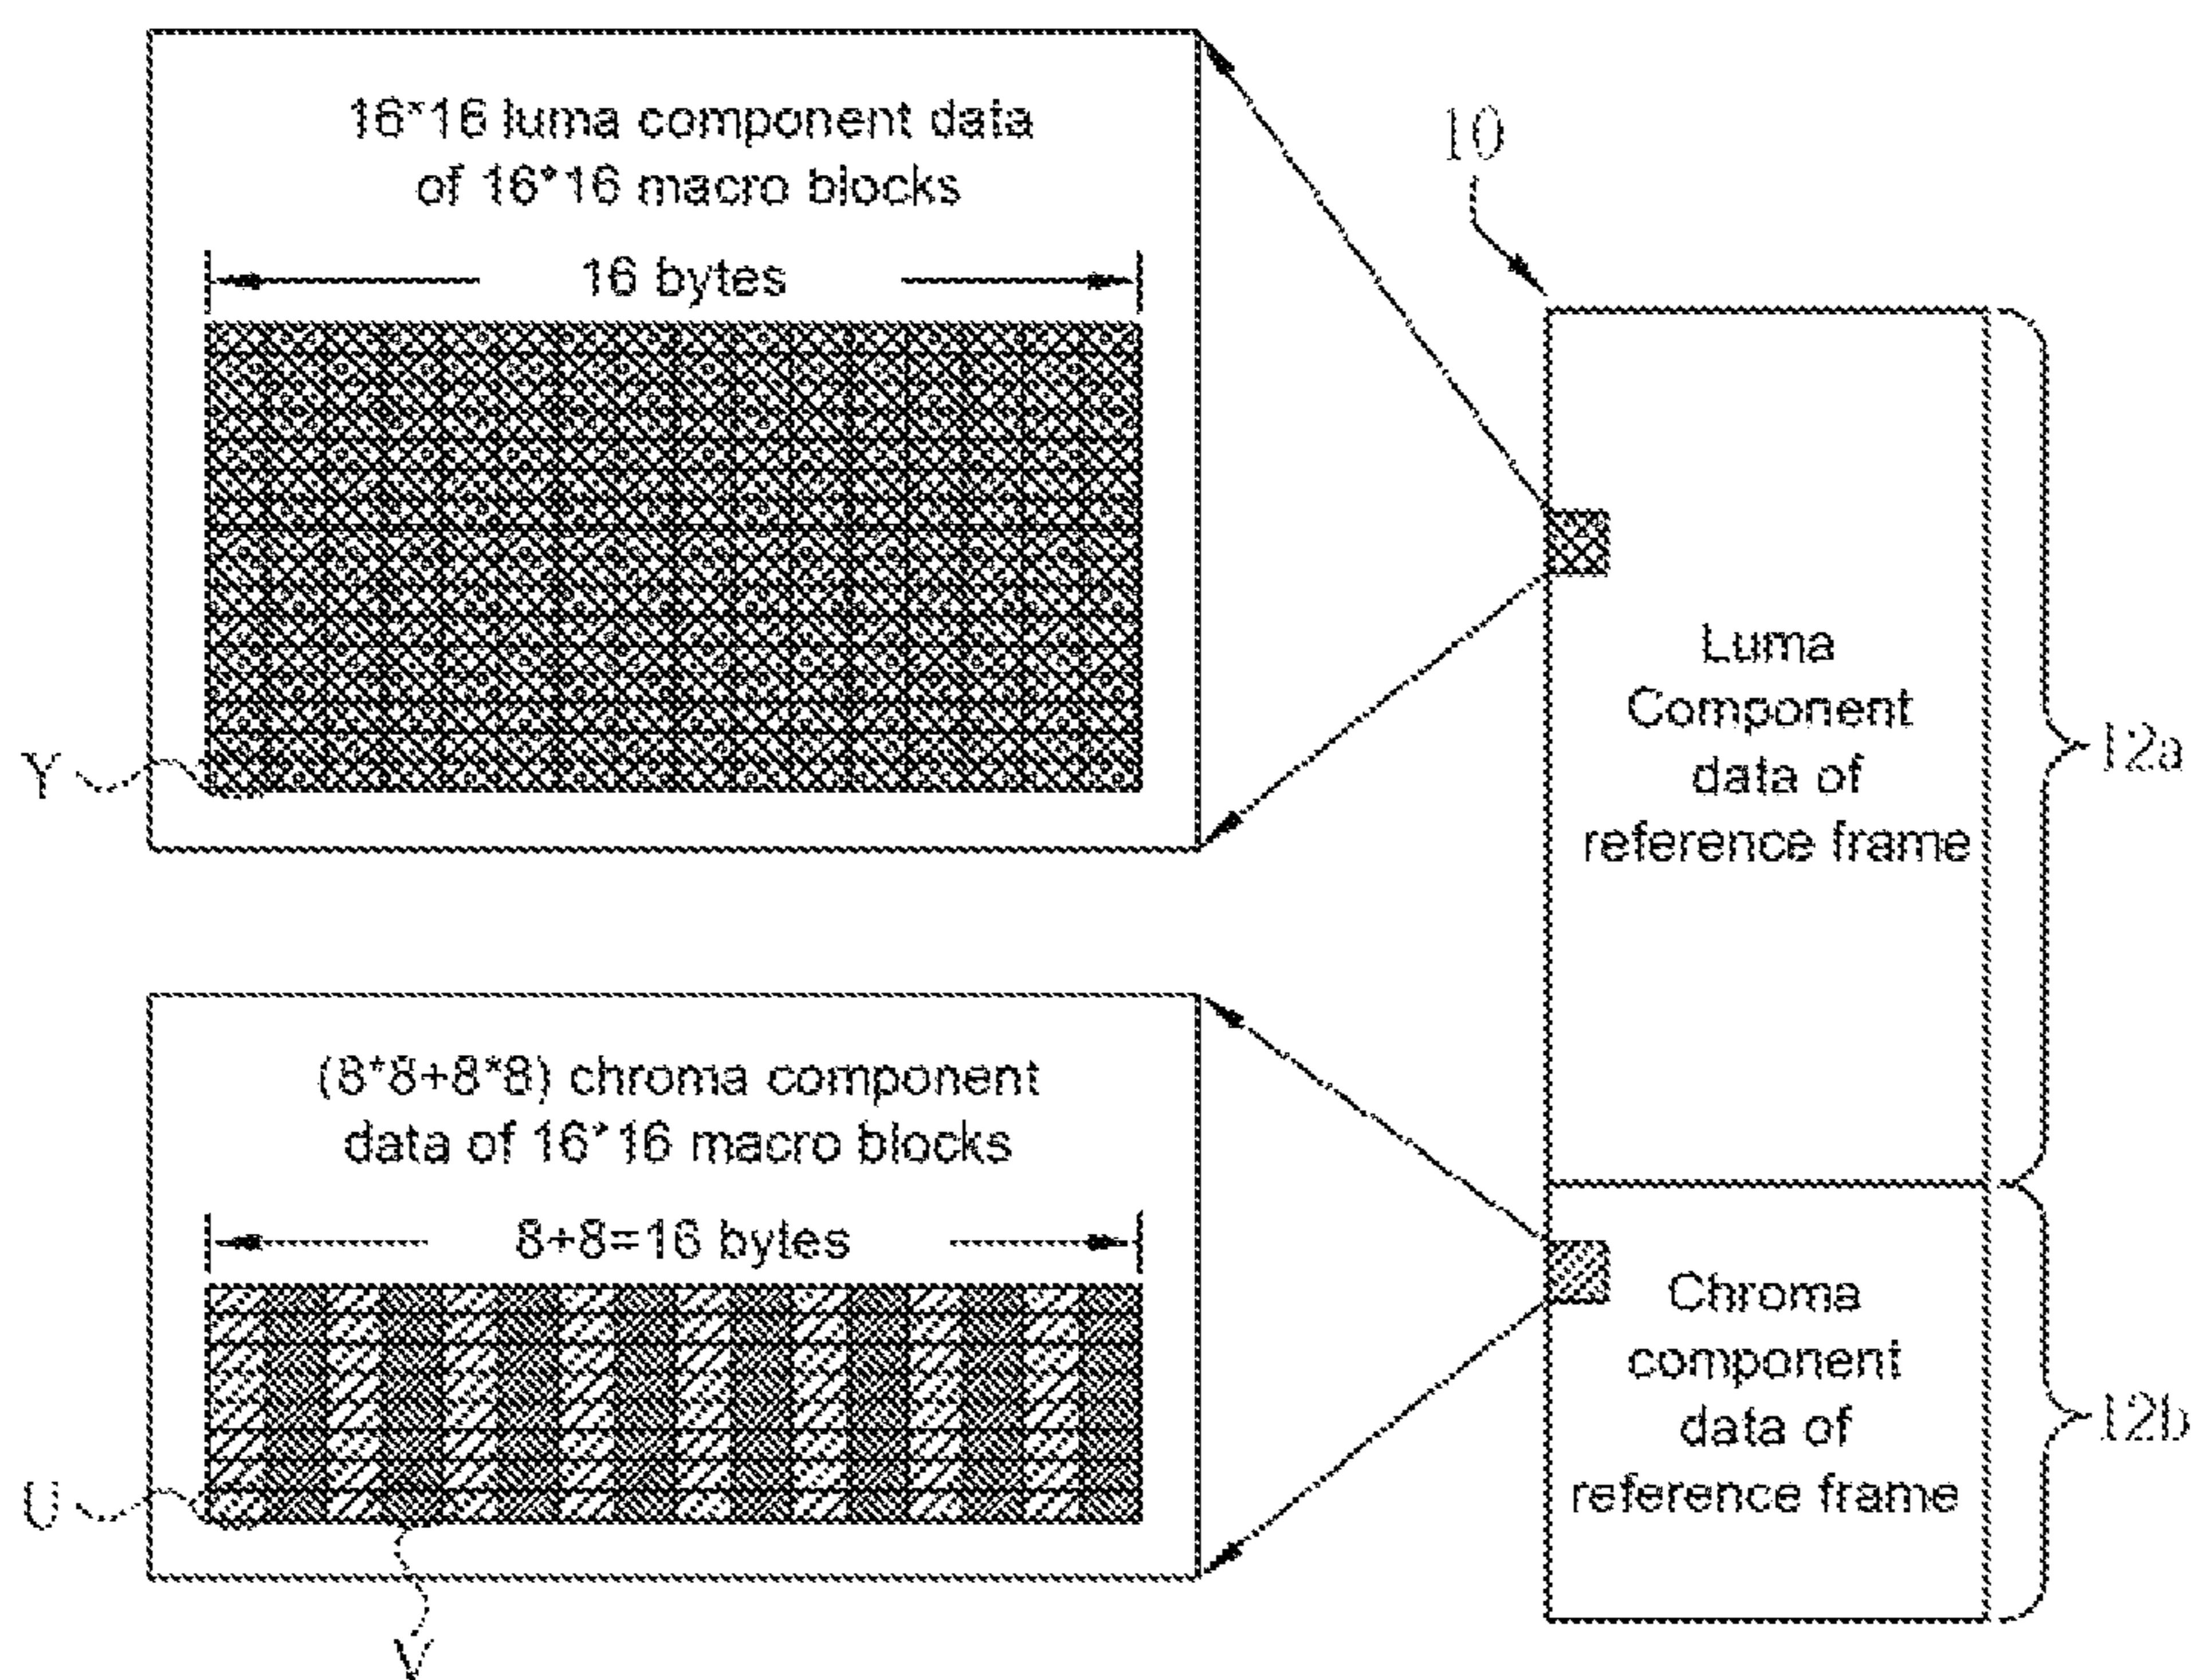 16*16 luma component data
of 16*16 macro blocks
16 bytes
Y
10
Luma
Component
data of
reference frame
12a
(8*8+8*8) chroma component
data of 16*16 macro blocks
8+8=16 bytes
U
V
Chroma
component
data of
reference frame
12b